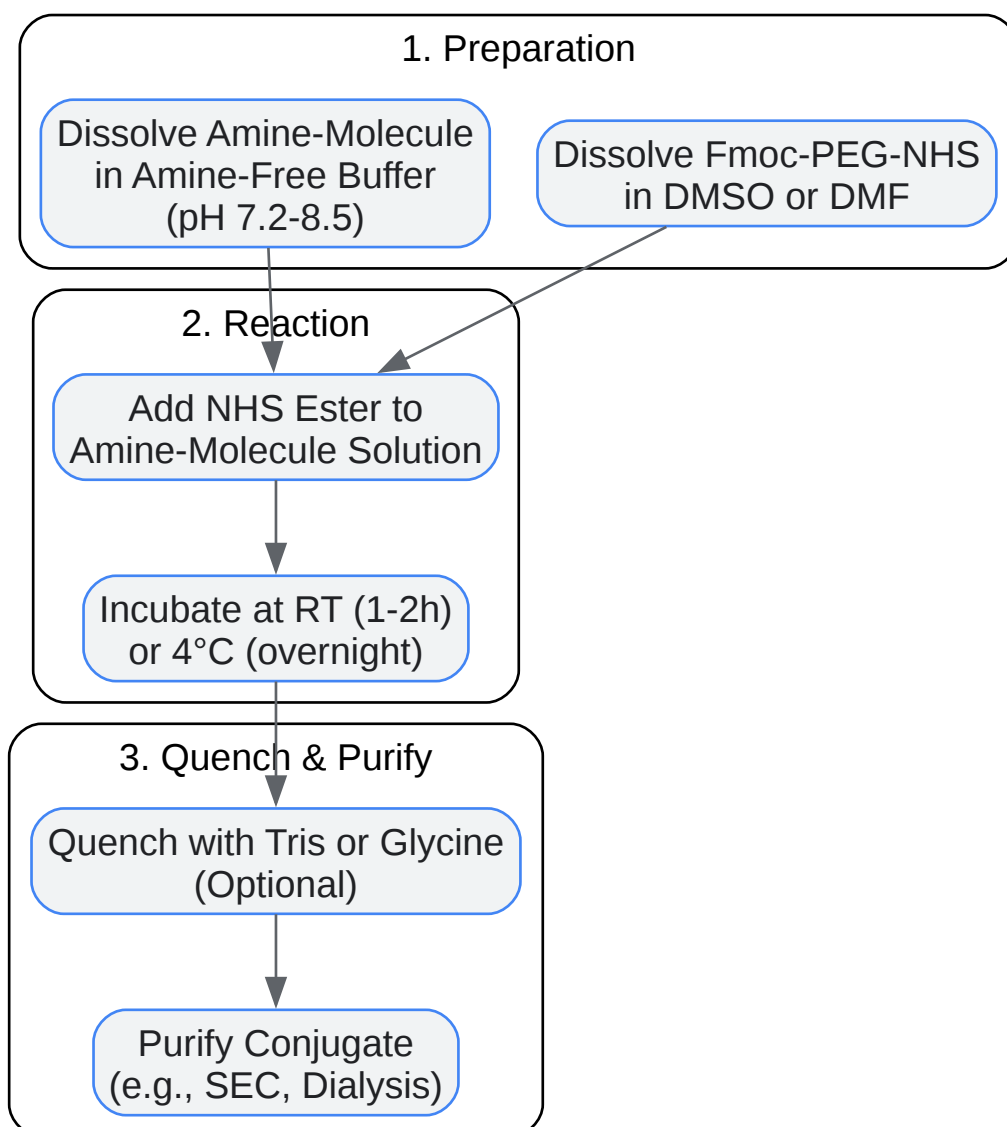 1. Preparation
Dissolve Amine-Molecule
in Amine-Free Buffer
(pH 7.2-8.5)
Dissolve Fmoc-PEG-NHS
in DMSO or DMF
2. Reaction
Add NHS Ester to
Amine-Molecule Solution
Incubate at RT (1-2h)
or 4°C (overnight)
3. Quench & Purify
Quench with Tris or Glycine
(Optional)
Purify Conjugate
(e.g., SEC, Dialysis)